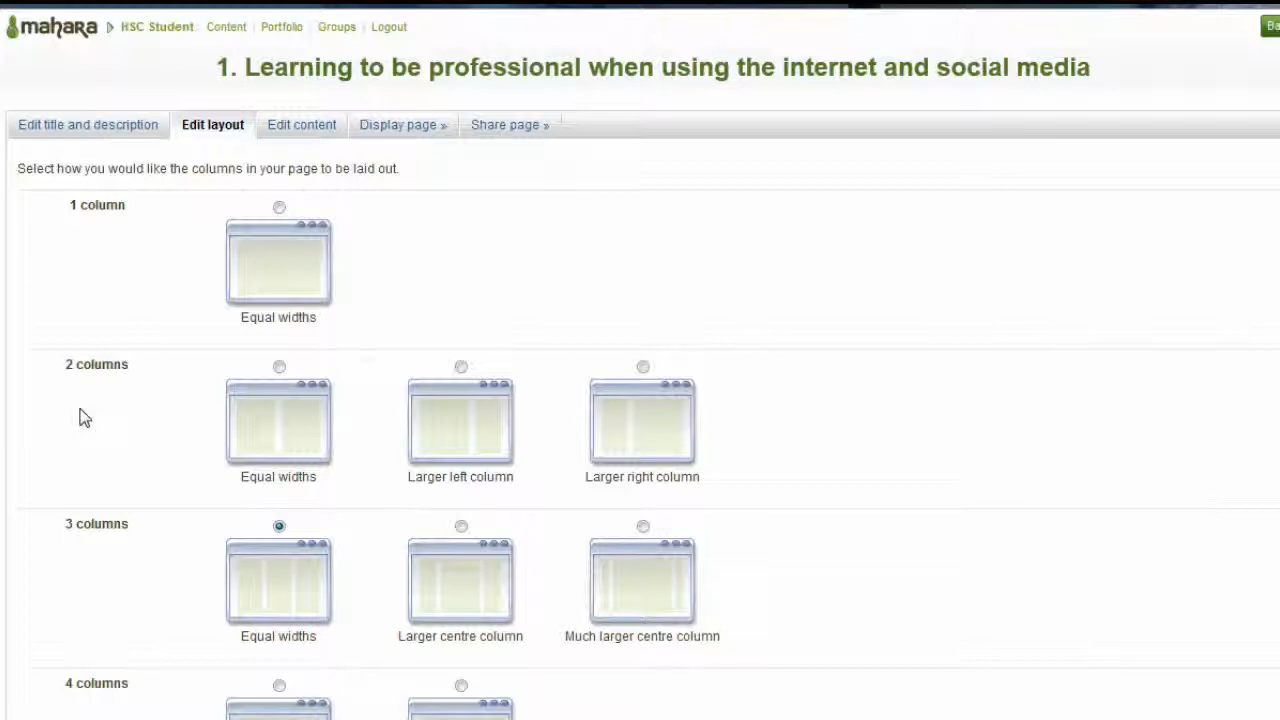 mahara HSC Student Content Portfolio Groups Logout Ba
1. Learning to be professional when using the internet and social media
Edit title and description Edit layout Edit content Display page » Share page »
Select how you would like the columns in your page to be laid out.
1 column
Equal widths
2 columns
Equal widths Larger left column Larger right column
3 columns
Equal widths Larger centre column Much larger centre column
4 columns